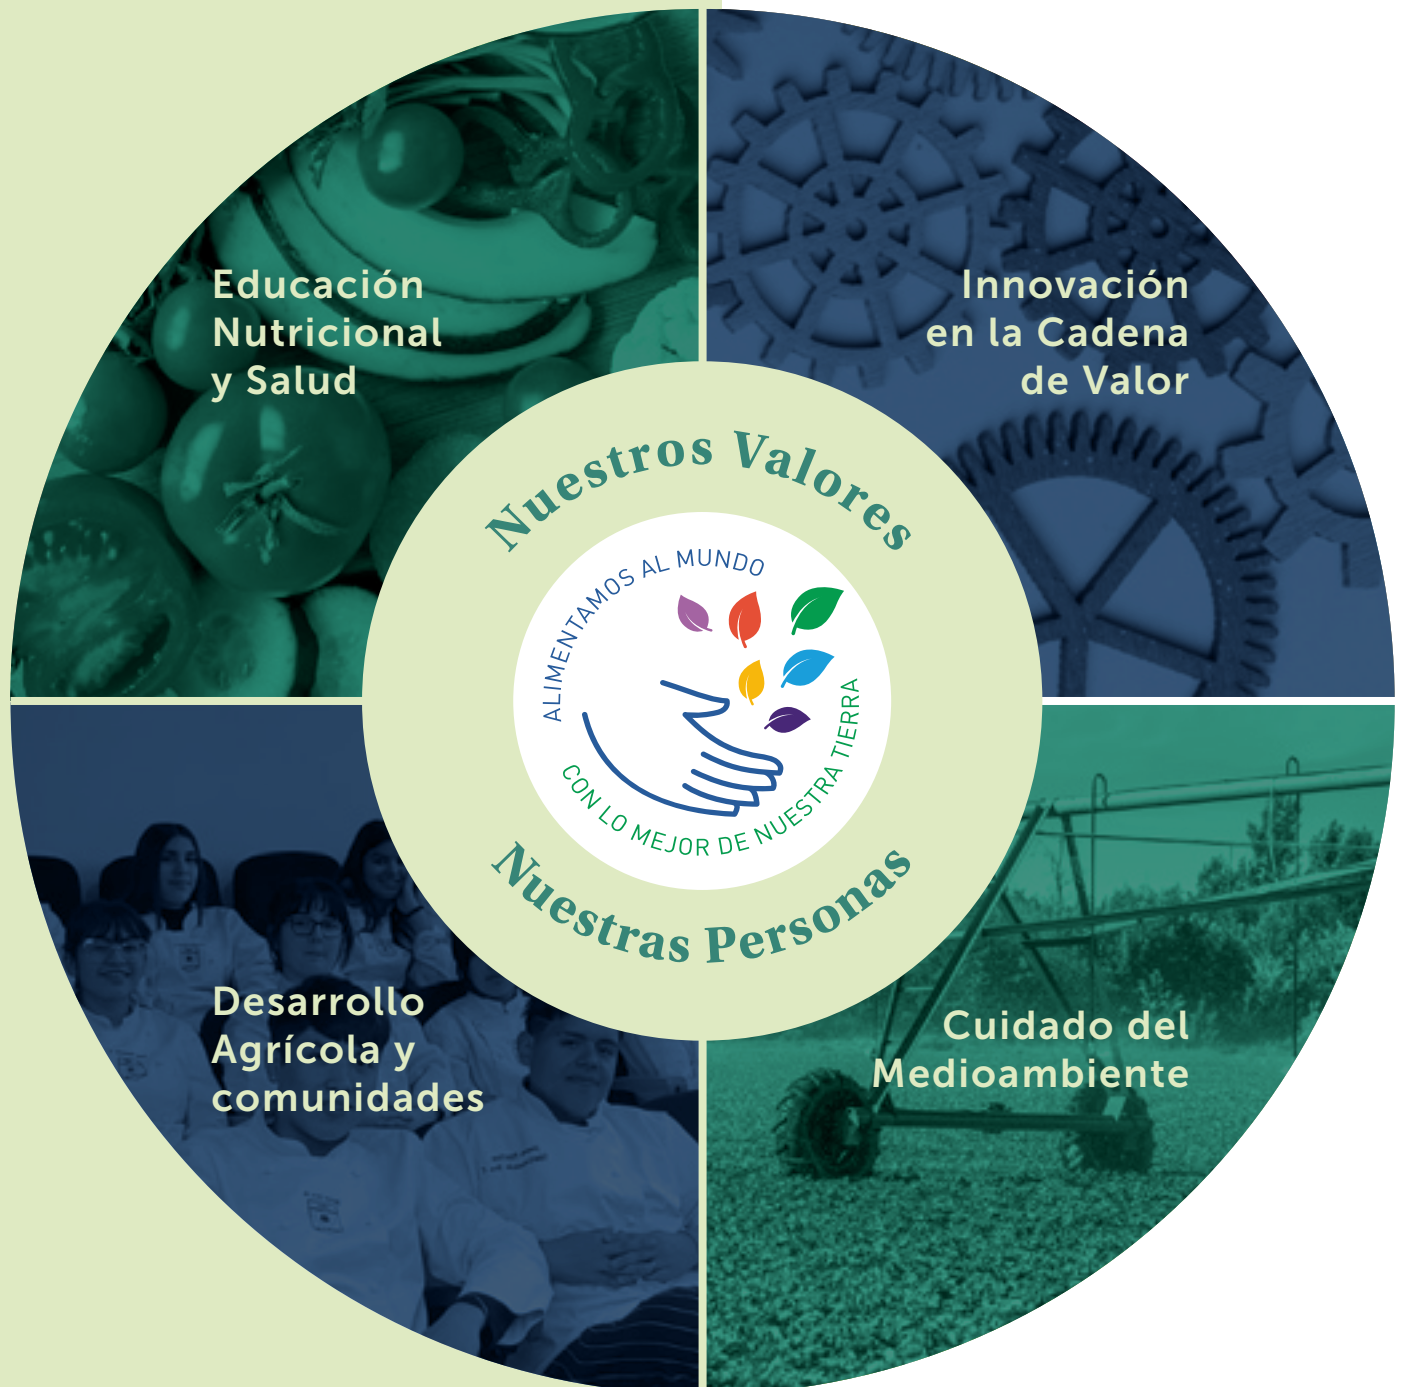 Educación
Nutricional
y Salud
Innovación
en la Cadena
de Valor
Nuestros Valores
ALIMENTAMOS AL MUNDO
CON LO MEJOR DE NUESTRA TIERRA
Nuestras Personas
Desarrollo
Agrícola y
comunidades
Cuidado del
Medioambiente